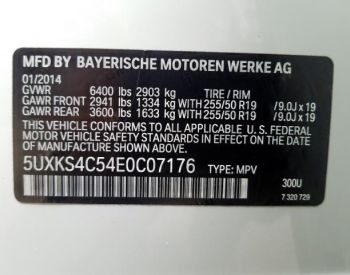 MFD BY BAYERISCHE MOTOREN WERKE AG
01/2014
GVWR 6400 lbs 2903 kg TIRE / RIM
GAWR FRONT 2941 lbs 1334 kg WITH 255/50 R19 /9.0J x 19
GAWR REAR 3600 lbs 1633 kg WITH 255/50 R19 /9.0J x 19
THIS VEHICLE CONFORMS TO ALL APPLICABLE U. S. FEDERAL
MOTOR VEHICLE SAFETY STANDARDS IN EFFECT ON THE
DATE OF MANUFACTURE SHOWN ABOVE.
5UXKS4C54E0C07176 TYPE: MPV
300U
7 320 729